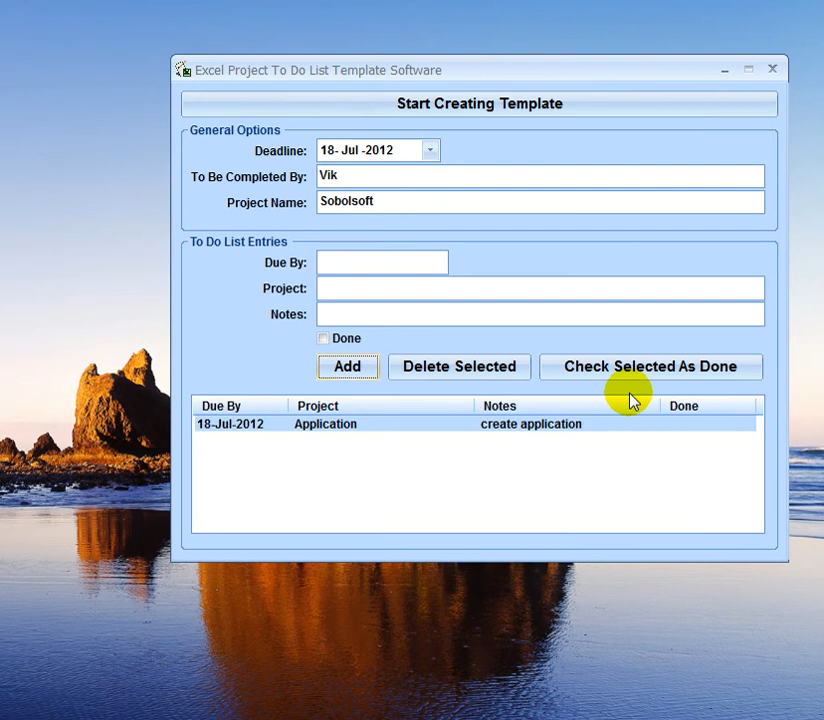 Excel Project To Do List Template Software
Start Creating Template
General Options
Deadline: 18- Jul -2012
To Be Completed By: Vik
Project Name: Sobolsoft
To Do List Entries
Due By:
Project:
Notes:
Done
Add Delete Selected Check Selected As Done
Due By Project Notes Done
18-Jul-2012 Application create application